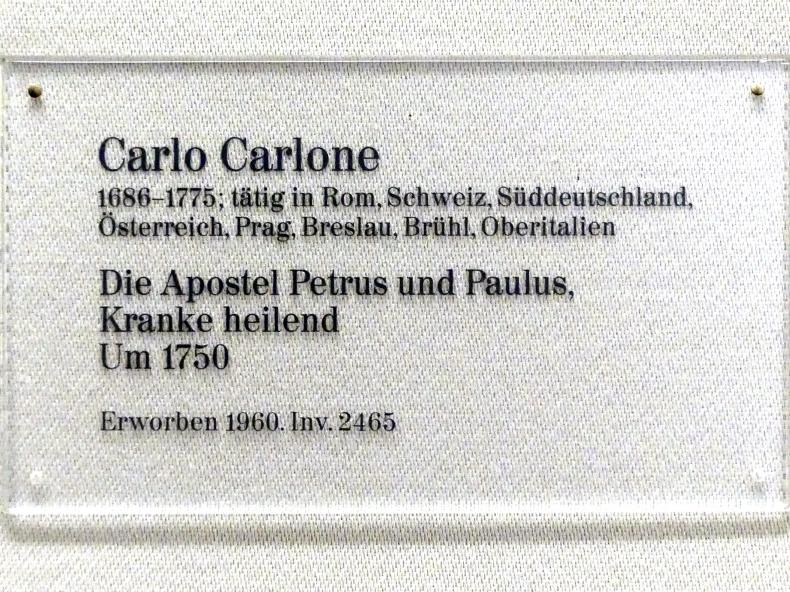 Carlo Carlone
1686–1775; tätig in Rom, Schweiz, Süddeutschland,
Österreich, Prag, Breslau, Brühl, Oberitalien
Die Apostel Petrus und Paulus,
Kranke heilend
Um 1750
Erworben 1960. Inv. 2465